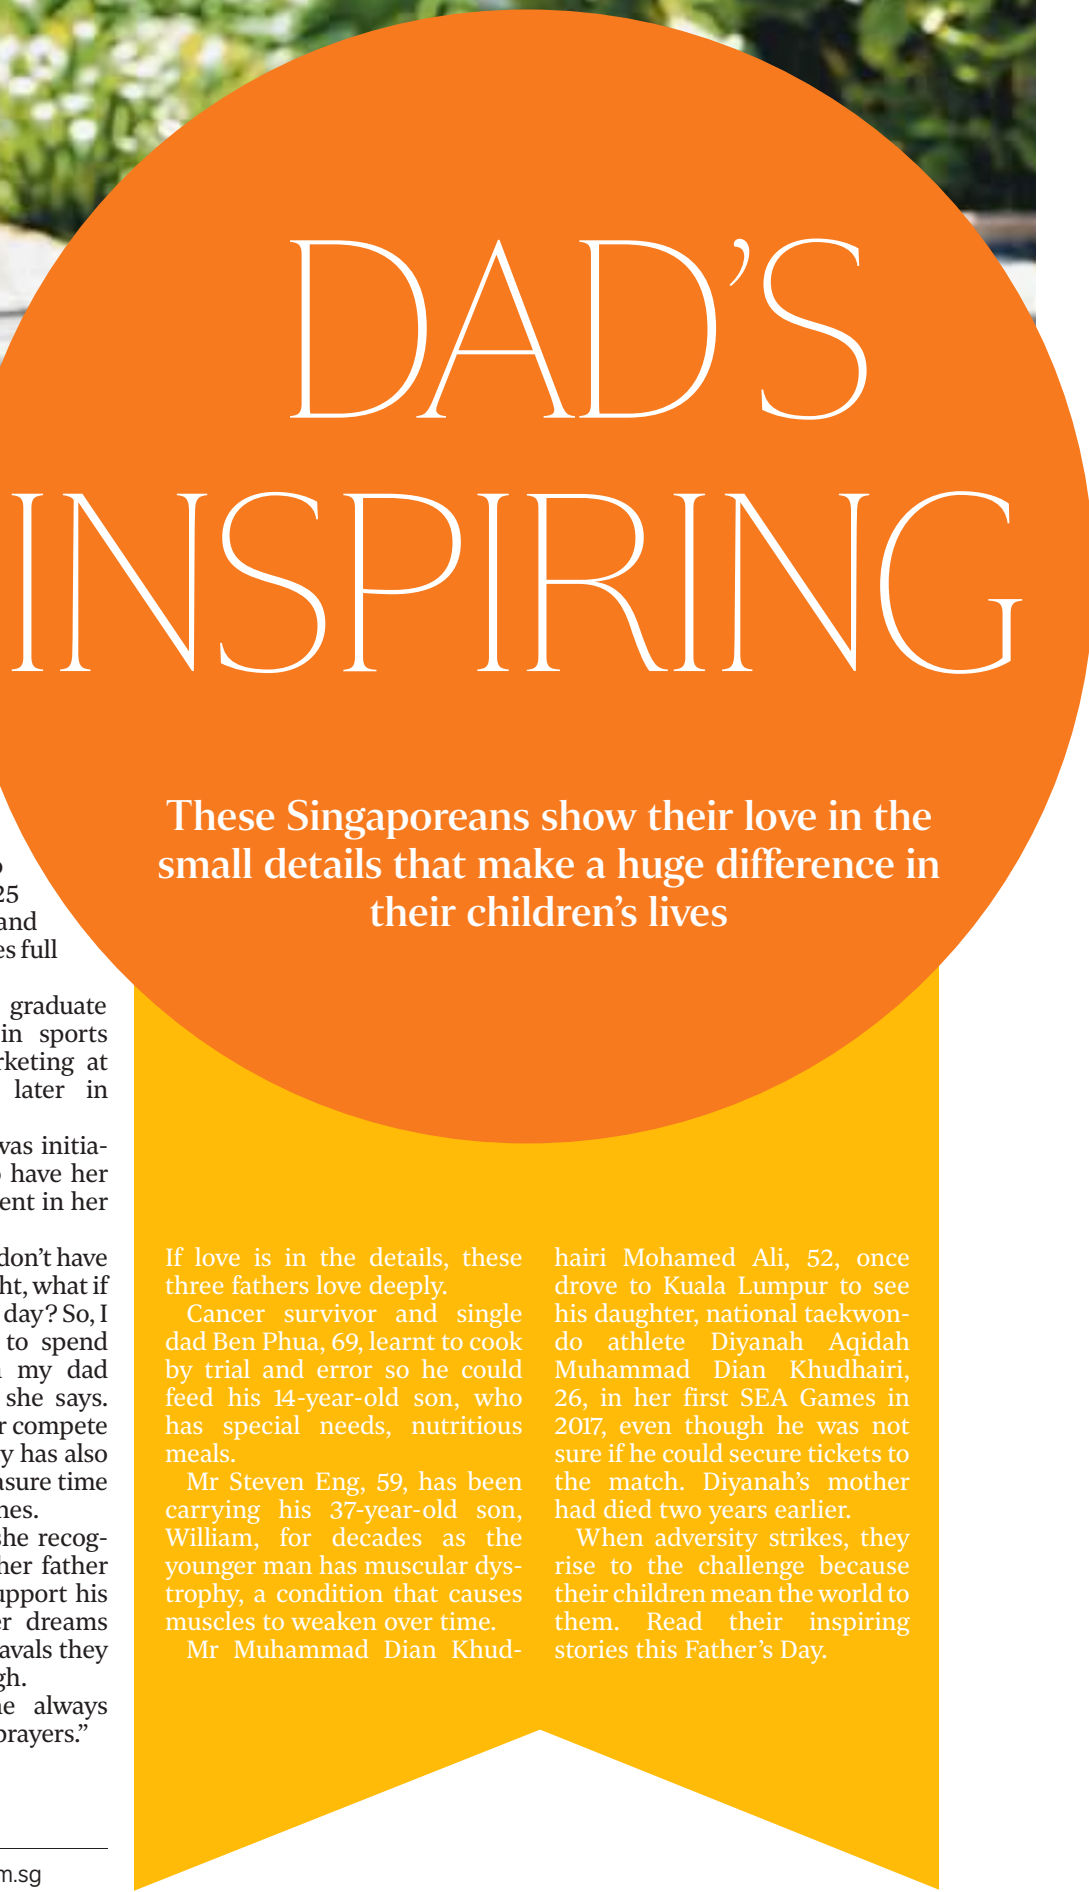 DAD'S
INSPIRING
These Singaporeans show their love in the
small details that make a huge difference in
their children's lives
25
and
full
graduate
in sports
at
later in
was initia-
have her
in her
don't have
what if
day? So, I
to spend
my dad
she says.
compete
has also
time
she recog-
her father
his
dreams
they
always
prayers.”
If love is in the details, these
three fathers love deeply.
Cancer survivor and single
dad Ben Phua, 69, learnt to cook
by trial and error so he could
feed his 14-year-old son, who
has special needs, nutritious
meals.
Mr Steven Eng, 59, has been
carrying his 37-year-old son,
William, for decades as the
younger man has muscular dys-
trophy, a condition that causes
muscles to weaken over time.
Mr Muhammad Dian Khud-
hairi Mohamed Ali, 52, once
drove to Kuala Lumpur to see
his daughter, national taekwon-
do athlete Diyanah Aqidah
Muhammad Dian Khudhairi,
26, in her first SEA Games in
2017, even though he was not
sure if he could secure tickets to
the match. Diyanah's mother
had died two years earlier.
When adversity strikes, they
rise to the challenge because
their children mean the world to
them. Read their inspiring
stories this Father's Day.